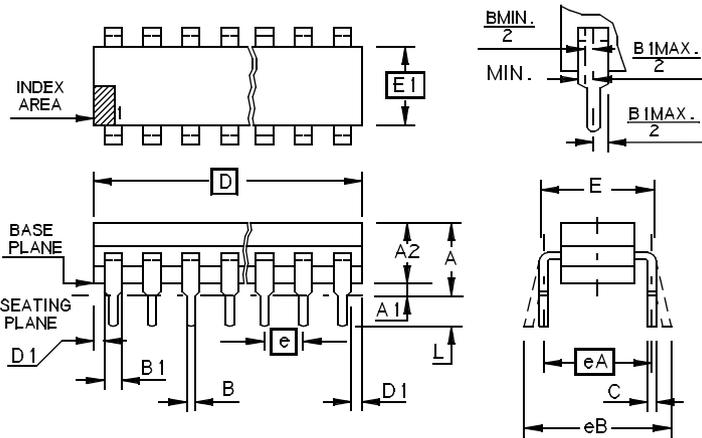 BMIN.
2
B1MAX.
2
MIN.
B1MAX.
2
INDEX
AREA
1
E1
D
E
BASE
PLANE
A2
A
SEATING
PLANE
A1
D1
e
L
B1
B
D1
eA
C
eB